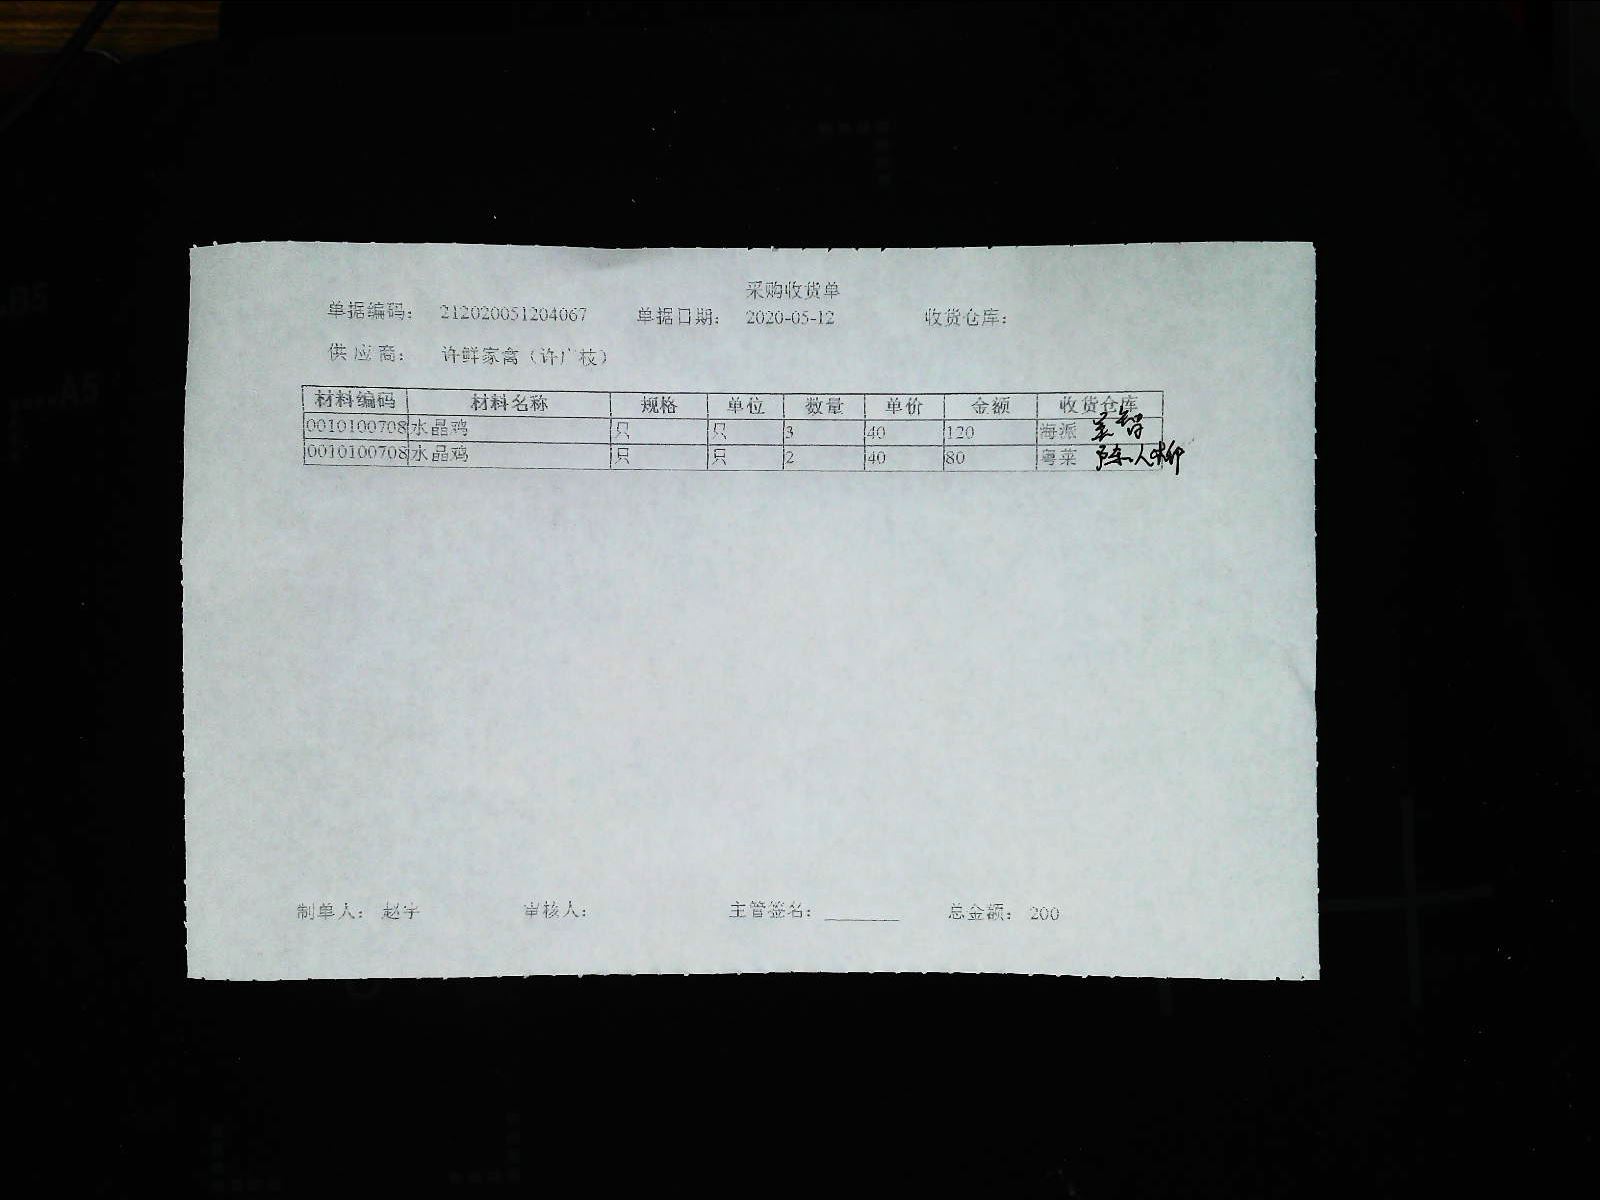 采购收货单
单据编码: 212020051204067 单据日期: 2020-05-12 收货仓库:
供应商: 许鲜家禽（许广枝）
材料编码 材料名称 规格 单位 数量 单价 金额 收货仓库
0010100708 水晶鸡 只 只 3 40 120 海派
0010100708 水晶鸡 只 只 2 40 80 粤菜
制单人: 赵宇 审核人: 主管签名: 总金额: 200